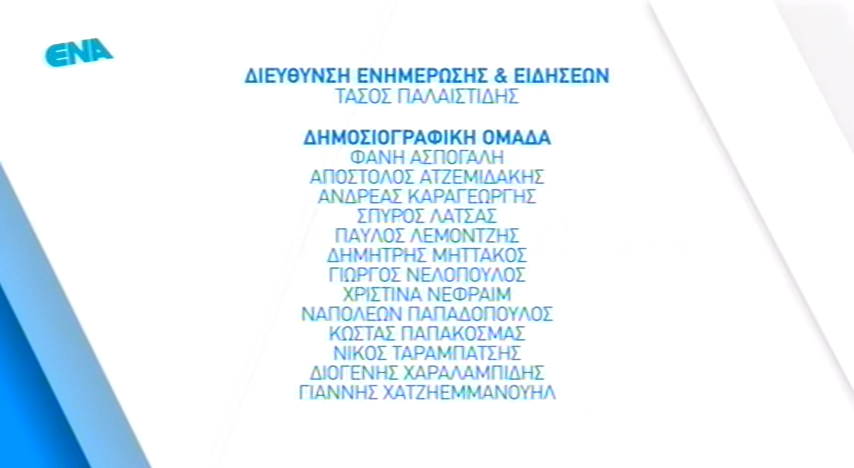 ENA
ΔΙΕΥΘΥΝΣΗ ΕΝΗΜΕΡΩΣΗΣ & ΕΙΔΗΣΕΩΝ
ΤΑΣΟΣ ΠΑΛΑΙΣΤΙΔΗΣ
ΔΗΜΟΣΙΟΓΡΑΦΙΚΗ ΟΜΑΔΑ
ΦΑΝΗ ΑΣΠΟΓΑΛΗ
ΑΠΟΣΤΟΛΟΣ ΑΤΖΕΜΙΔΑΚΗΣ
ΑΝΔΡΕΑΣ ΚΑΡΑΓΕΩΡΓΗΣ
ΣΠΥΡΟΣ ΛΑΤΣΑΣ
ΠΑΥΛΟΣ ΛΕΜΟΝΤΖΗΣ
ΔΗΜΗΤΡΗΣ ΜΗΤΤΑΚΟΣ
ΓΙΩΡΓΟΣ ΝΕΛΟΠΟΥΛΟΣ
ΧΡΙΣΤΙΝΑ ΝΕΦΡΑΙΜ
ΝΑΠΟΛΕΩΝ ΠΑΠΑΔΟΠΟΥΛΟΣ
ΚΩΣΤΑΣ ΠΑΠΑΚΟΣΜΑΣ
ΝΙΚΟΣ ΤΑΡΑΜΠΑΤΣΗΣ
ΔΙΟΓΕΝΗΣ ΧΑΡΑΛΑΜΠΙΔΗΣ
ΓΙΑΝΝΗΣ ΧΑΤΖΗΕΜΜΑΝΟΥΗΛ